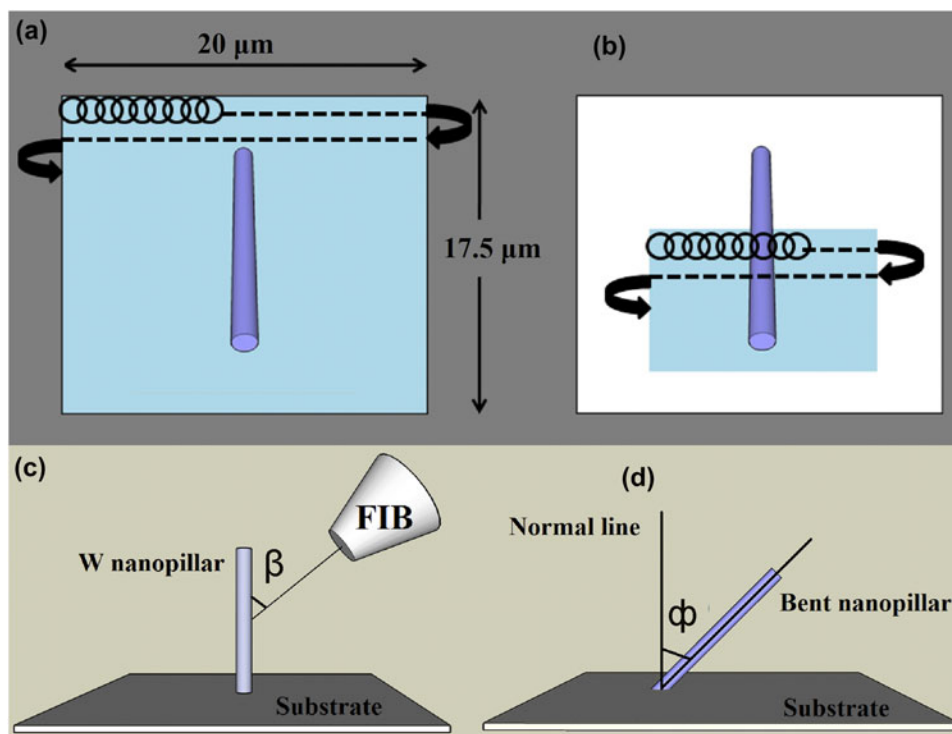 (a)
20 μm
(b)
17.5 μm
(c)
FIB
W nanopillar
β
(d)
Normal line
Bent nanopillar
ф
Substrate
Substrate